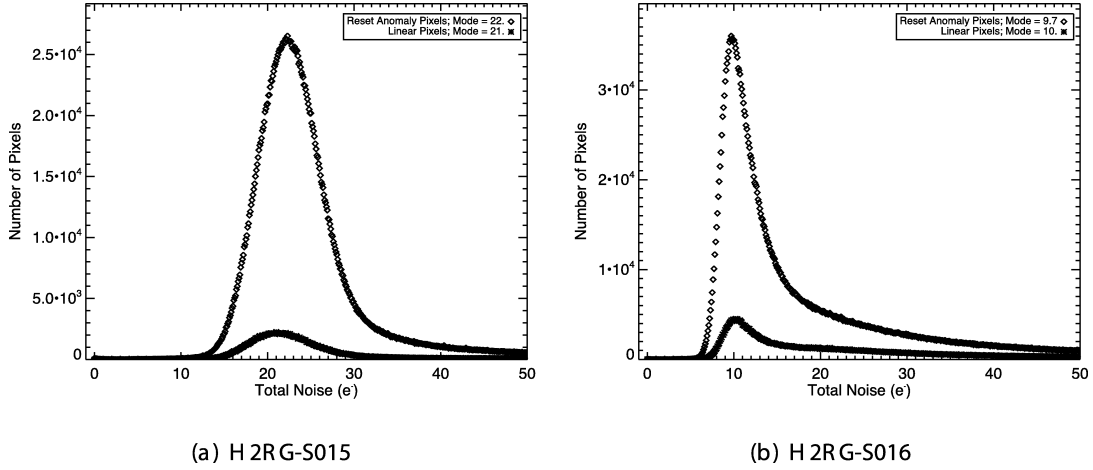 Reset Anomaly Pixels; Mode = 22.
Linear Pixels; Mode = 21.
2.5•10⁴
2.0•10⁴
1.5•10⁴
1.0•10⁴
5.0•10³
0
Number of Pixels
0 10 20 30 40 50
Total Noise (e⁻)
(a) H2RG-S015
Reset Anomaly Pixels; Mode = 9.7
Linear Pixels; Mode = 10.
3•10⁴
2•10⁴
1•10⁴
0
Number of Pixels
0 10 20 30 40 50
Total Noise (e⁻)
(b) H2RG-S016